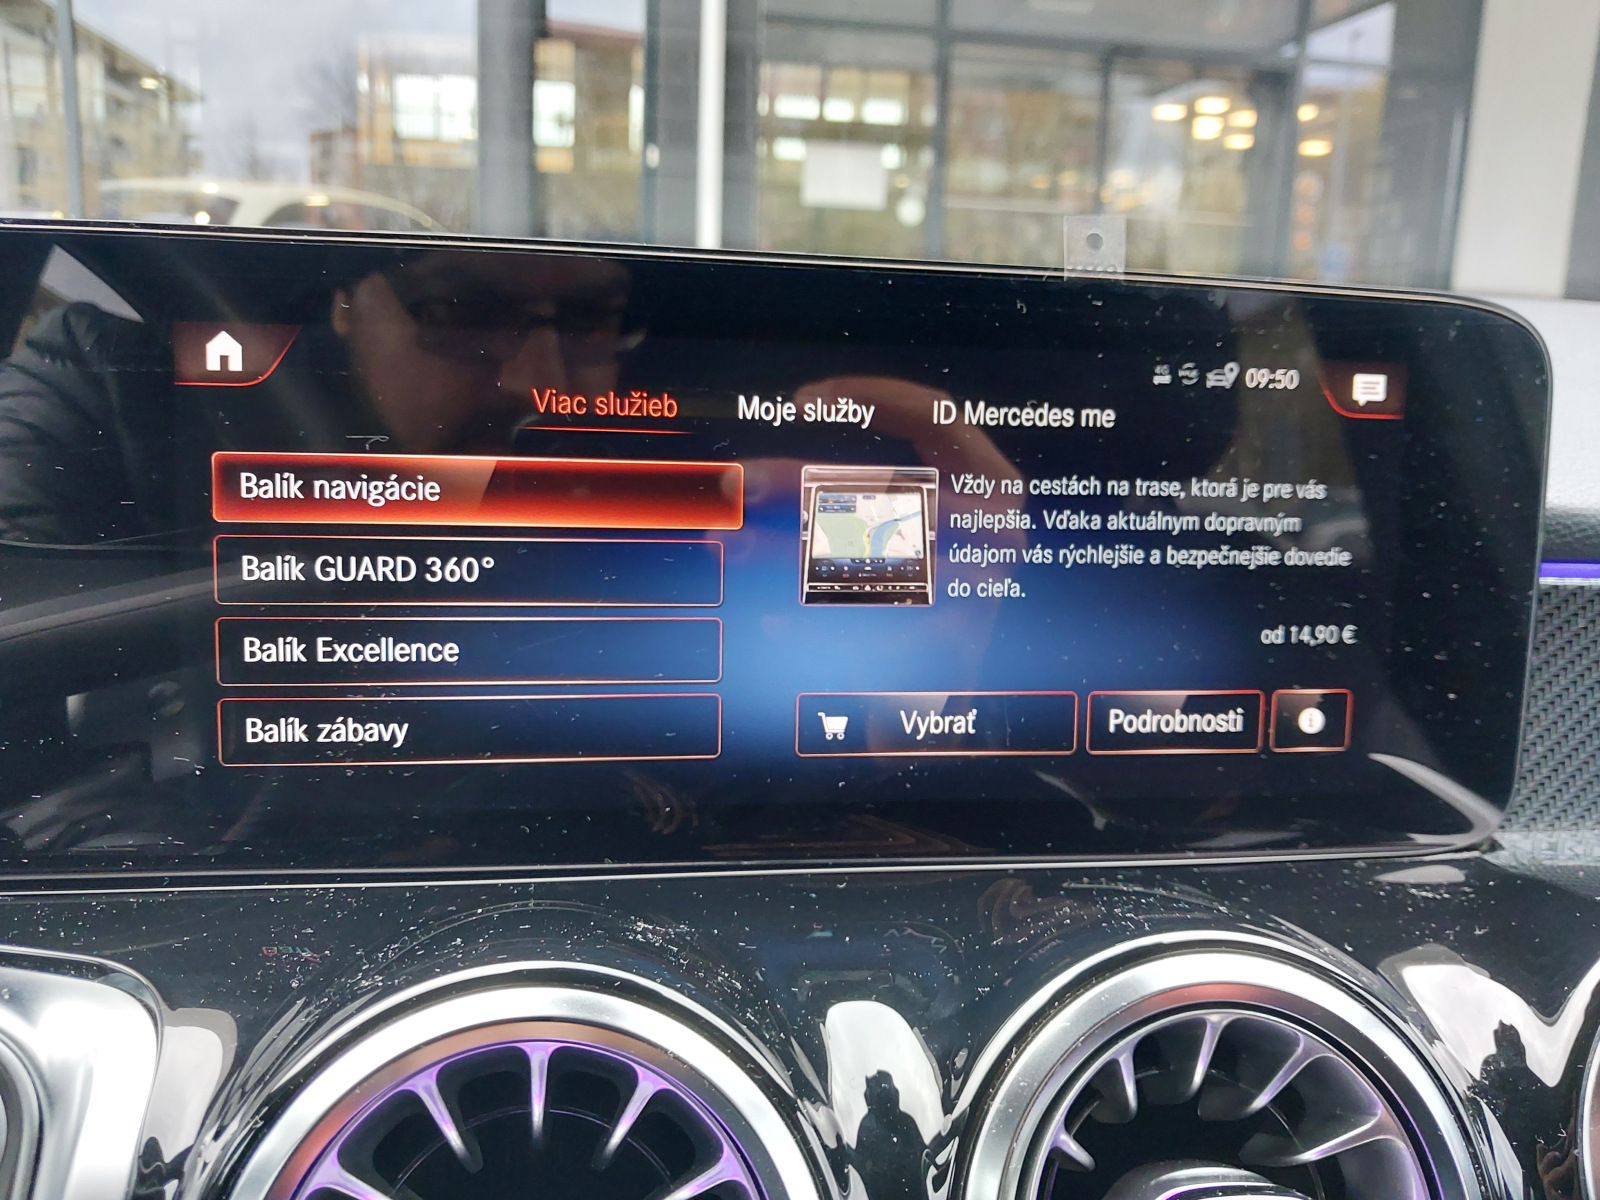 09:50
Viac služieb
Moje služby
ID Mercedes me
Balík navigácie
Balík GUARD 360°
Balík Excellence
Balík zábavy
Vždy na cestách na trase, ktorá je pre vás
najlepšia. Vďaka aktuálnym dopravným
údajom vás rýchlejšie a bezpečnejšie dovedie
do cieľa.
od 14,90 €
Vybrať
Podrobnosti